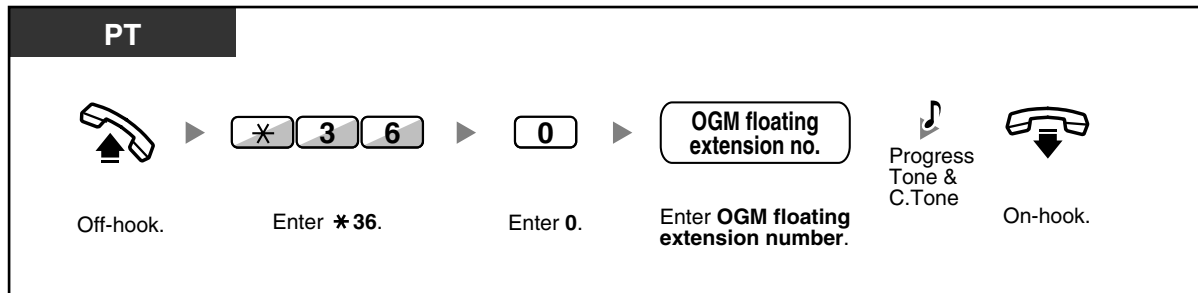 PT
✳ 3 6
0
OGM floating
extension no.
Progress
Tone &
C.Tone
Off-hook.
Enter ✳36.
Enter 0.
Enter OGM floating
extension number.
On-hook.